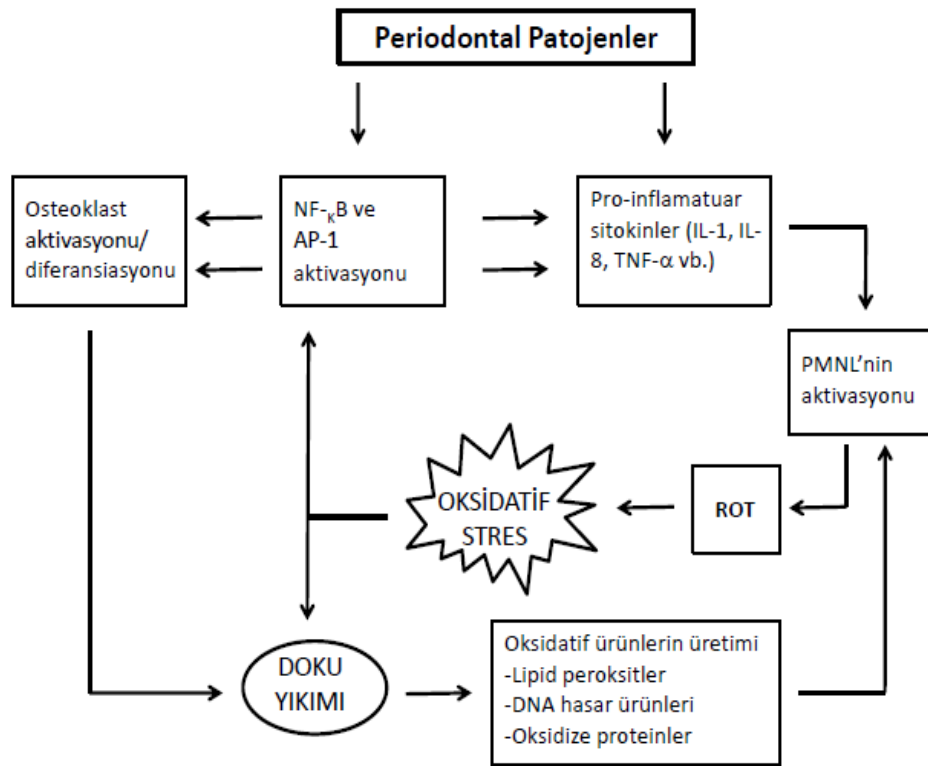 Periodontal Patojenler
Osteoklast
aktivasyonu/
diferansiasyonu
NF-κB ve
AP-1
aktivasyonu
Pro-inflamatuar
sitokinler (IL-1, IL-
8, TNF-α vb.)
PMNL’nin
aktivasyonu
ROT
OKSİDATİF
STRES
DOKU
YIKIMI
Oksidatif ürünlerin üretimi
-Lipid peroksitler
-DNA hasar ürünleri
-Oksidize proteinler